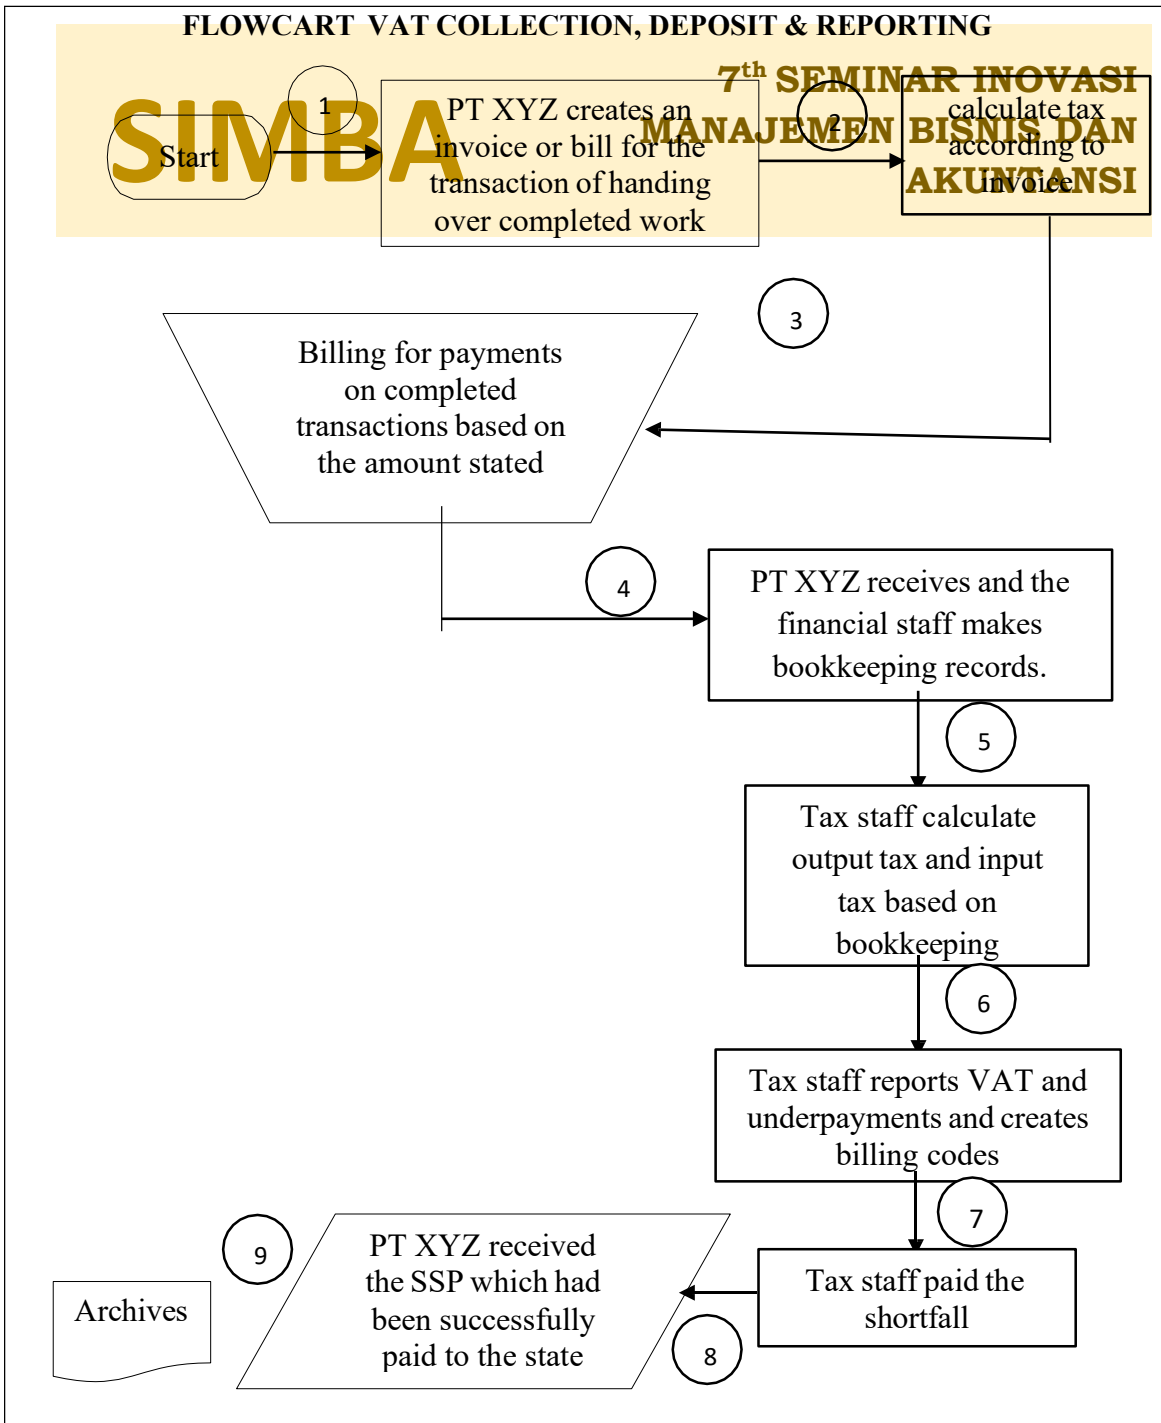 FLOWCART VAT COLLECTION, DEPOSIT & REPORTING
SIMBA
7th SEMINAR INOVASI
MANAJEMEN BISNIS DAN
AKUNTANSI
1
Start
PT XYZ creates an
invoice or bill for the
transaction of handing
over completed work
2
calculate tax
according to
invoice
3
Billing for payments
on completed
transactions based on
the amount stated
4
PT XYZ receives and the
financial staff makes
bookkeeping records.
5
Tax staff calculate
output tax and input
tax based on
bookkeeping
6
Tax staff reports VAT and
underpayments and creates
billing codes
7
Tax staff paid the
shortfall
8
PT XYZ received
the SSP which had
been successfully
paid to the state
9
Archives